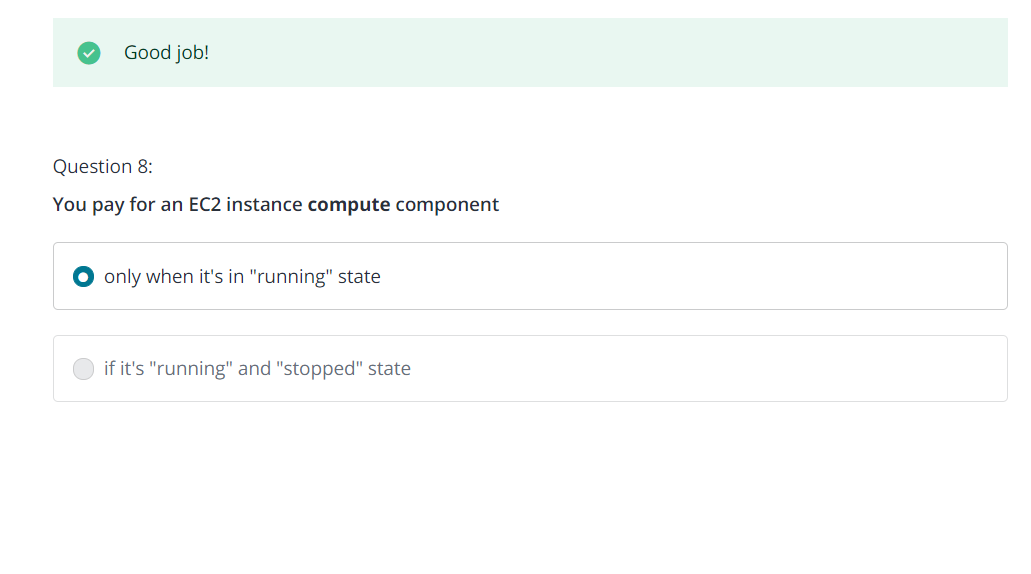 Good job!
Question 8:
You pay for an EC2 instance compute component
only when it's in "running" state
if it's "running" and "stopped" state